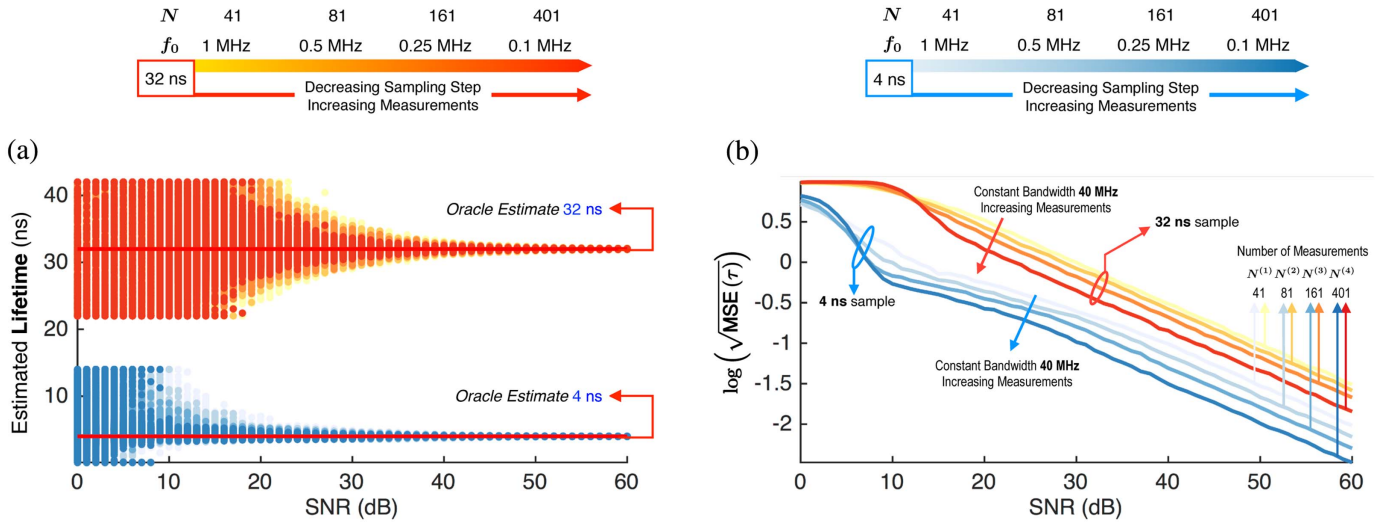 N 41 81 161 401
f₀ 1 MHz 0.5 MHz 0.25 MHz 0.1 MHz
32 ns
Decreasing Sampling Step
Increasing Measurements
N 41 81 161 401
f₀ 1 MHz 0.5 MHz 0.25 MHz 0.1 MHz
4 ns
Decreasing Sampling Step
Increasing Measurements
(a)
Estimated Lifetime (ns)
40
30
20
10
0
Oracle Estimate 32 ns
Oracle Estimate 4 ns
0 10 20 30 40 50 60
SNR (dB)
(b)
log(√MSE(τ))
0.5
0
-0.5
-1
-1.5
-2
Constant Bandwidth 40 MHz
Increasing Measurements
32 ns sample
4 ns sample
Constant Bandwidth 40 MHz
Increasing Measurements
Number of Measurements
N⁽¹⁾ N⁽²⁾ N⁽³⁾ N⁽⁴⁾
41 81 161 401
0 10 20 30 40 50 60
SNR (dB)